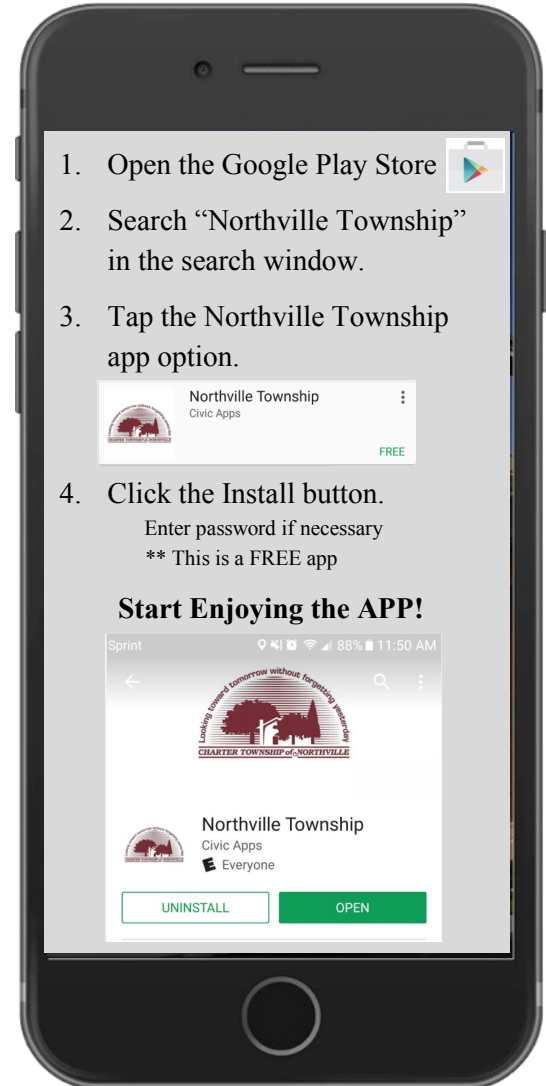 1. Open the Google Play Store
2. Search “Northville Township”
in the search window.
3. Tap the Northville Township
app option.
Northville Township
Civic Apps
FREE
4. Click the Install button.
Enter password if necessary
** This is a FREE app
Start Enjoying the APP!
Sprint 88% 11:50 AM
Looking toward tomorrow without forgetting yesterday
CHARTER TOWNSHIP of NORTHVILLE
Northville Township
Civic Apps
E Everyone
UNINSTALL OPEN